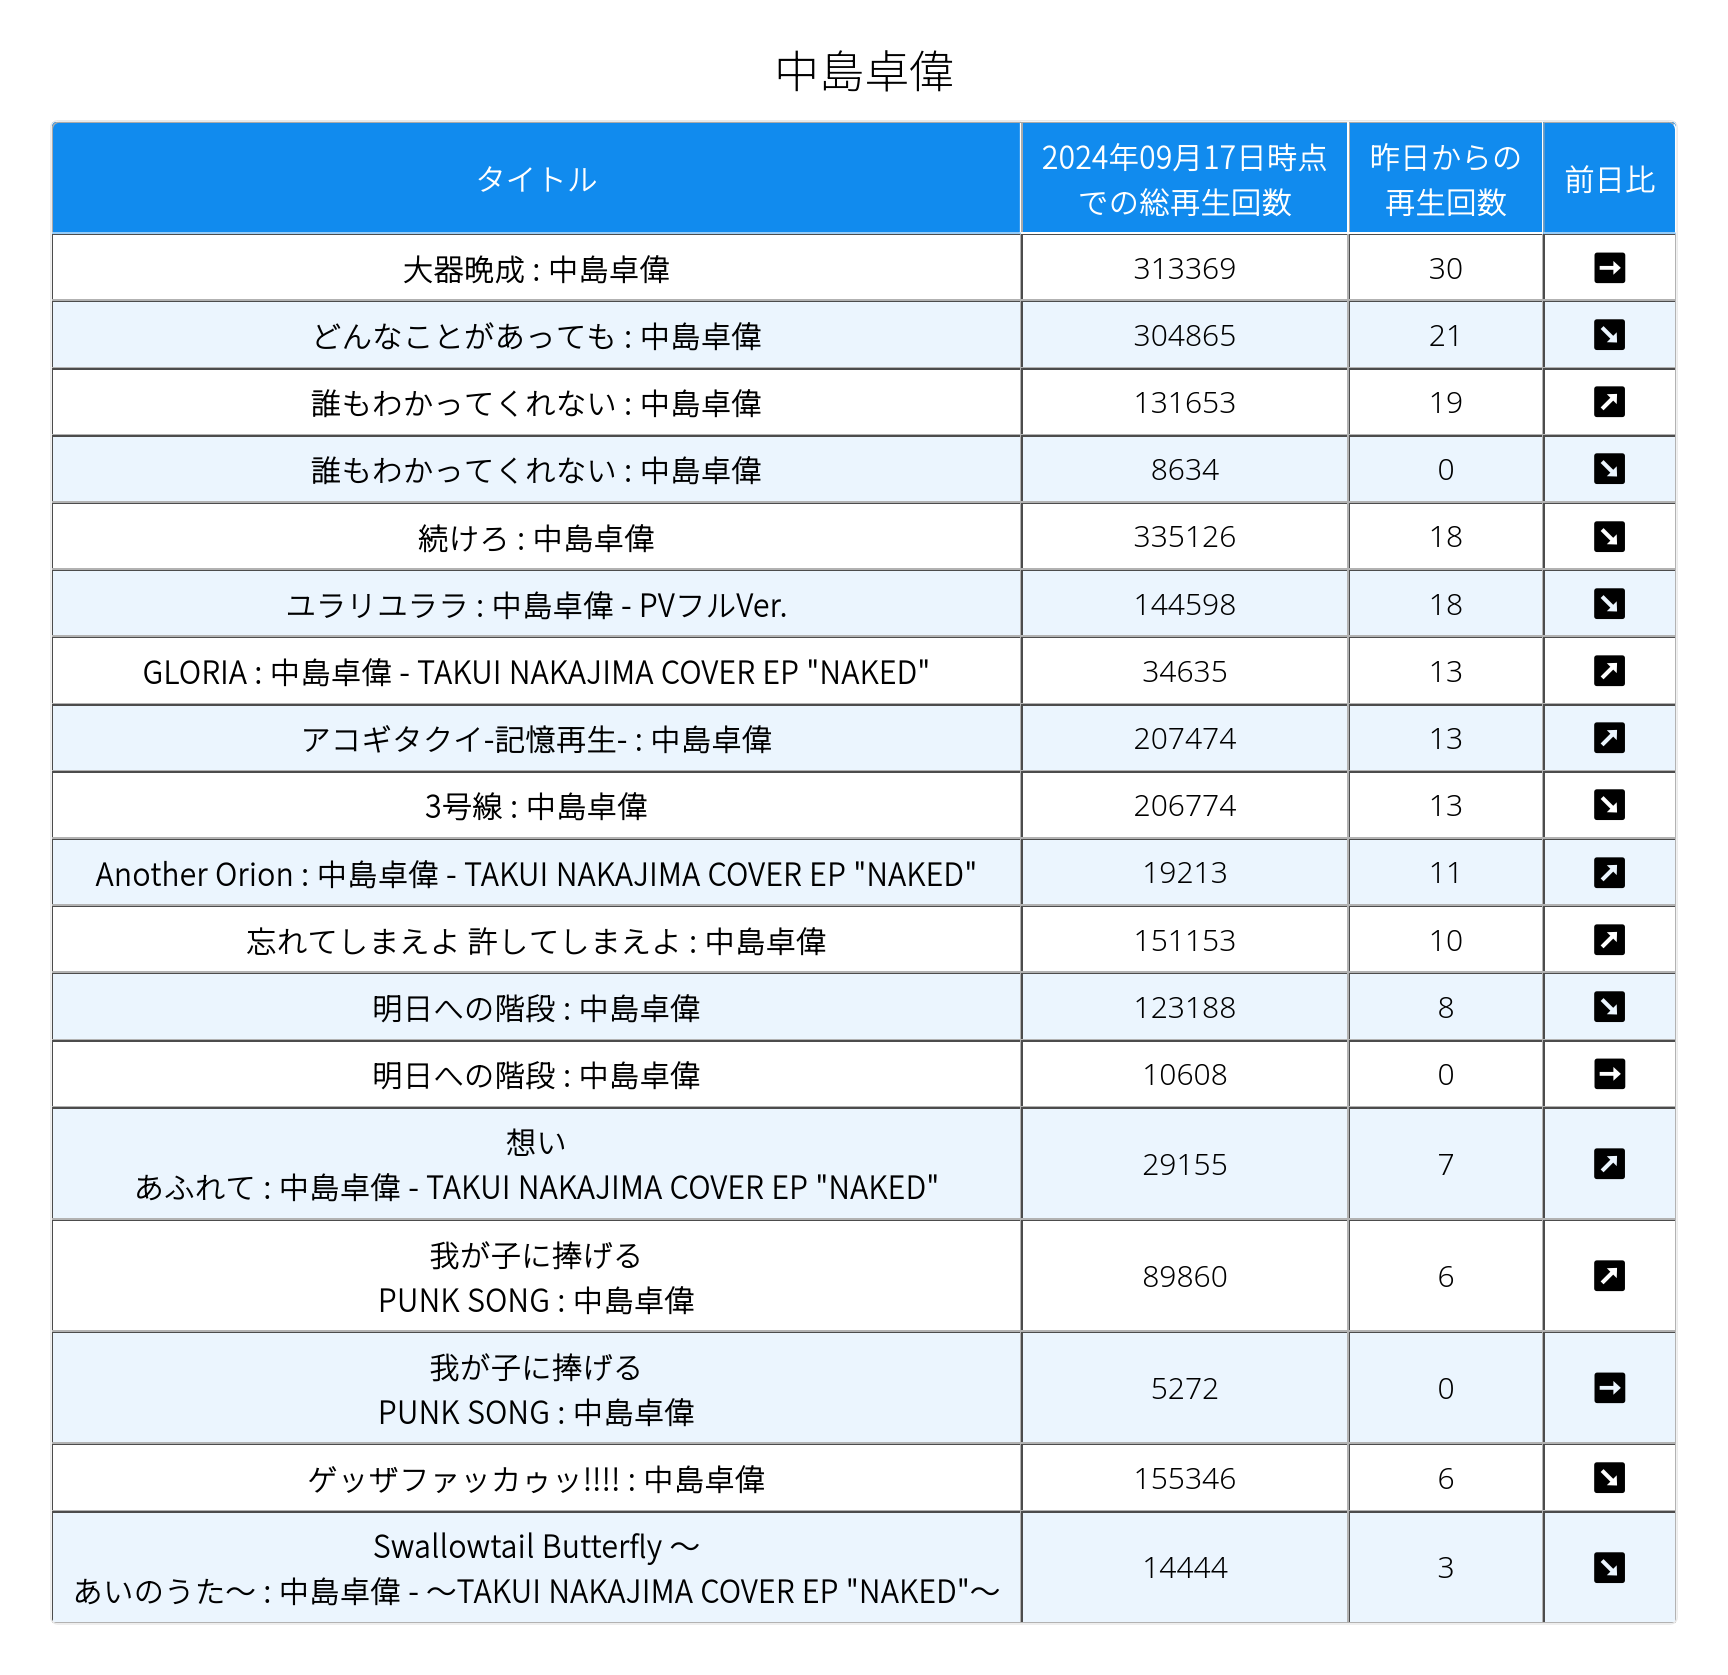 中島卓偉
タイトル 2024年09月17日時点での総再生回数 昨日からの再生回数 前日比
大器晩成 : 中島卓偉 313369 30 ➡
どんなことがあっても : 中島卓偉 304865 21 ↘
誰もわかってくれない : 中島卓偉 131653 19 ↗
誰もわかってくれない : 中島卓偉 8634 0 ↘
続けろ : 中島卓偉 335126 18 ↘
ユラリユララ : 中島卓偉 - PVフルVer. 144598 18 ↘
GLORIA : 中島卓偉 - TAKUI NAKAJIMA COVER EP "NAKED" 34635 13 ↗
アコギタクイ-記憶再生- : 中島卓偉 207474 13 ↗
3号線 : 中島卓偉 206774 13 ↘
Another Orion : 中島卓偉 - TAKUI NAKAJIMA COVER EP "NAKED" 19213 11 ↗
忘れてしまえよ 許してしまえよ : 中島卓偉 151153 10 ↗
明日への階段 : 中島卓偉 123188 8 ↘
明日への階段 : 中島卓偉 10608 0 ➡
想い
あふれて : 中島卓偉 - TAKUI NAKAJIMA COVER EP "NAKED" 29155 7 ↗
我が子に捧げる
PUNK SONG : 中島卓偉 89860 6 ↗
我が子に捧げる
PUNK SONG : 中島卓偉 5272 0 ➡
ゲッザファッカゥッ!!!! : 中島卓偉 155346 6 ↘
Swallowtail Butterfly ～
あいのうた～ : 中島卓偉 - ～TAKUI NAKAJIMA COVER EP "NAKED"～ 14444 3 ↘